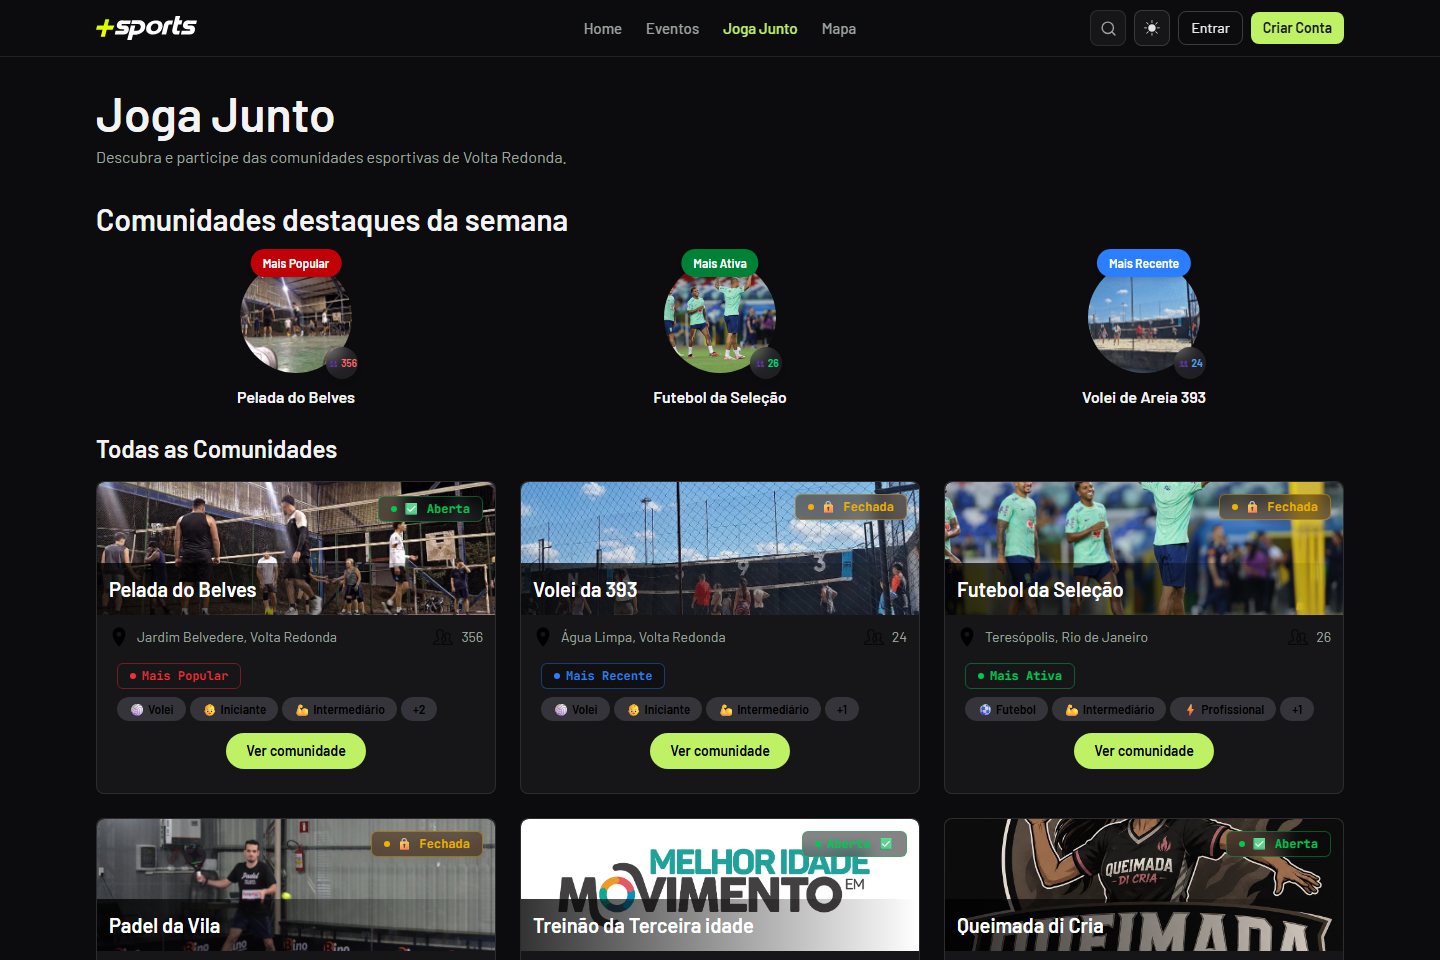 +sports
Home
Eventos
Joga Junto
Mapa
Entrar
Criar Conta
Joga Junto
Descubra e participe das comunidades esportivas de Volta Redonda.
Comunidades destaques da semana
Mais Popular
356
Pelada do Belves
Mais Ativa
26
Futebol da Seleção
Mais Recente
24
Volei de Areia 393
Todas as Comunidades
Aberta
Pelada do Belves
Jardim Belvedere, Volta Redonda
356
Mais Popular
Volei
Iniciante
Intermediário
+2
Ver comunidade
Fechada
9 3
Volei da 393
Água Limpa, Volta Redonda
24
Mais Recente
Volei
Iniciante
Intermediário
+1
Ver comunidade
Fechada
Futebol da Seleção
Teresópolis, Rio de Janeiro
26
Mais Ativa
Futebol
Intermediário
Profissional
+1
Ver comunidade
Fechada
Padel da Vila
Aberta
MELHOR IDADE
EM
MOVIMENTO
Treinão da Terceira idade
Aberta
QUEIMADA
-DI CRIA-
QUEIMADA
Queimada di Cria